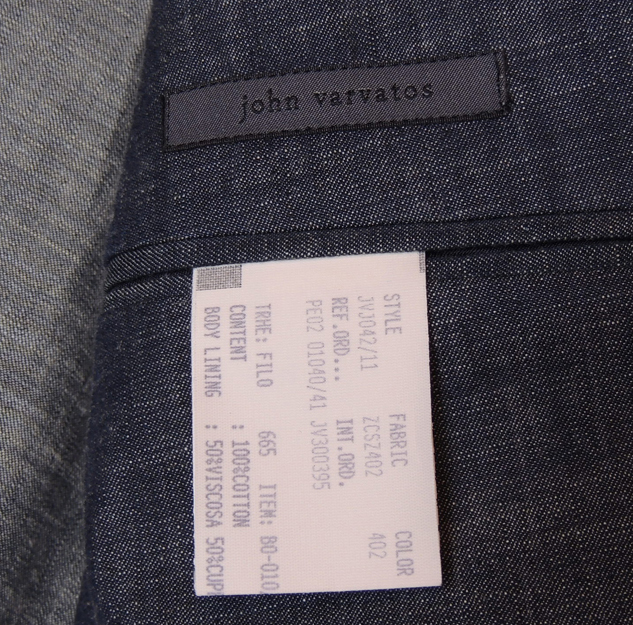 john varvatos
STYLE FABRIC COLOR
JVJ042/11 ZCSZ402 402
REF.ORD... INT.ORD.
PE02 01040/41 JV300395
TRME: FILO 665 ITEM: BO-010
CONTENT : 100%COTTON
BODY LINING : 50%VISCOSA 50%CUP